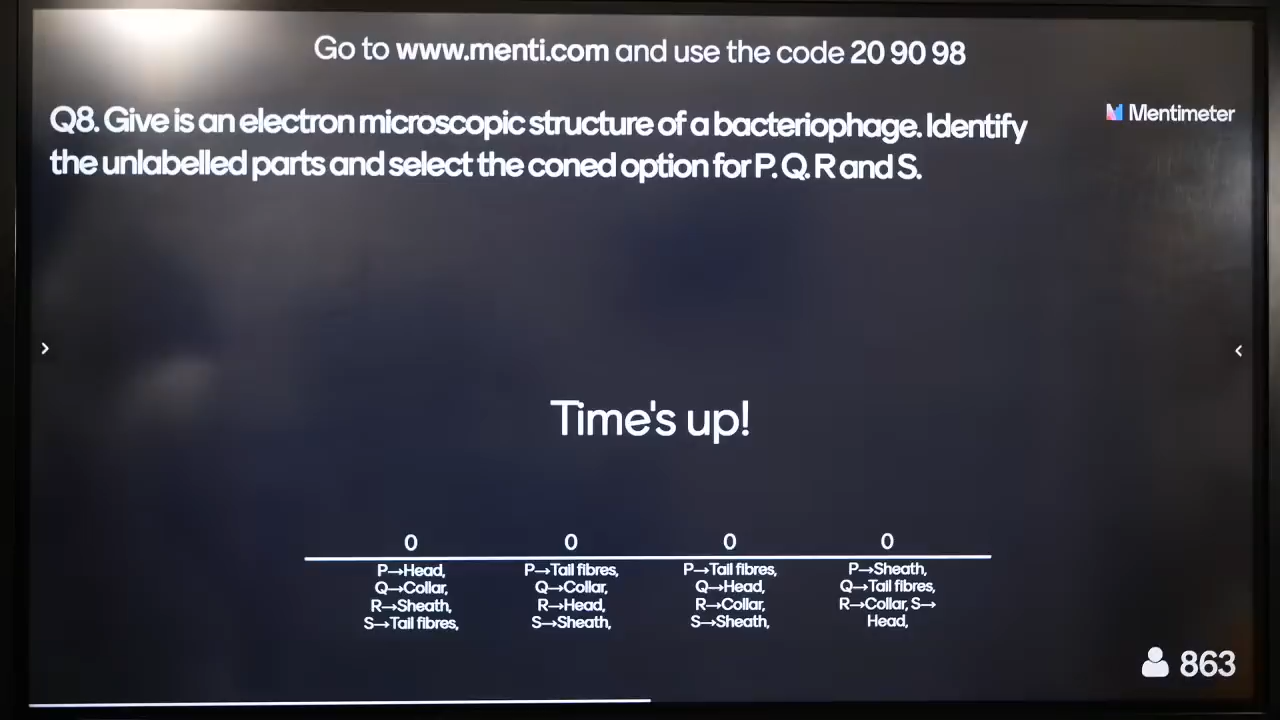 Go to www.menti.com and use the code 20 90 98
Mentimeter
Q8. Give is an electron microscopic structure of a bacteriophage. Identify
the unlabelled parts and select the coned option for P. Q. R and S.
Time's up!
0
0
0
0
P→Head,
Q→Collar,
R→Sheath,
S→Tail fibres,
P→Tail fibres,
Q→Collar,
R→Head,
S→Sheath,
P→Tail fibres,
Q→Head,
R→Collar,
S→Sheath,
P→Sheath,
Q→Tail fibres,
R→Collar, S→
Head,
863